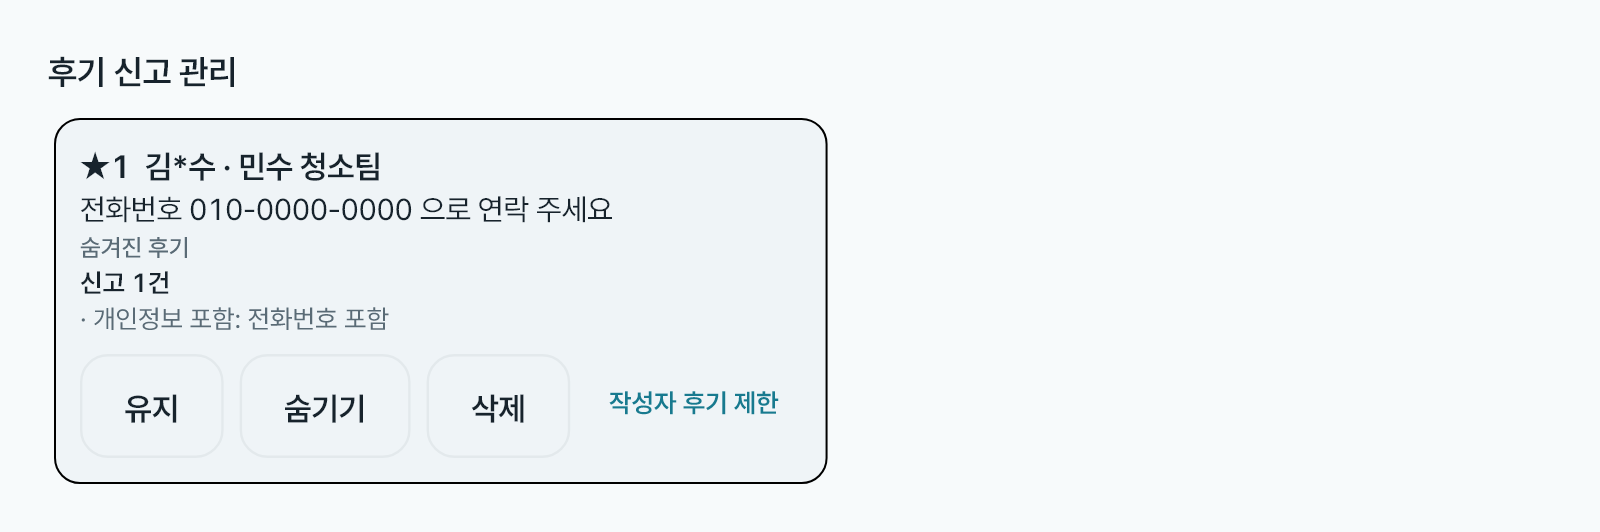 후기 신고 관리
★1 김*수 · 민수 청소팀
전화번호 010-0000-0000 으로 연락 주세요
숨겨진 후기
신고 1건
· 개인정보 포함: 전화번호 포함
유지 숨기기 삭제 작성자 후기 제한